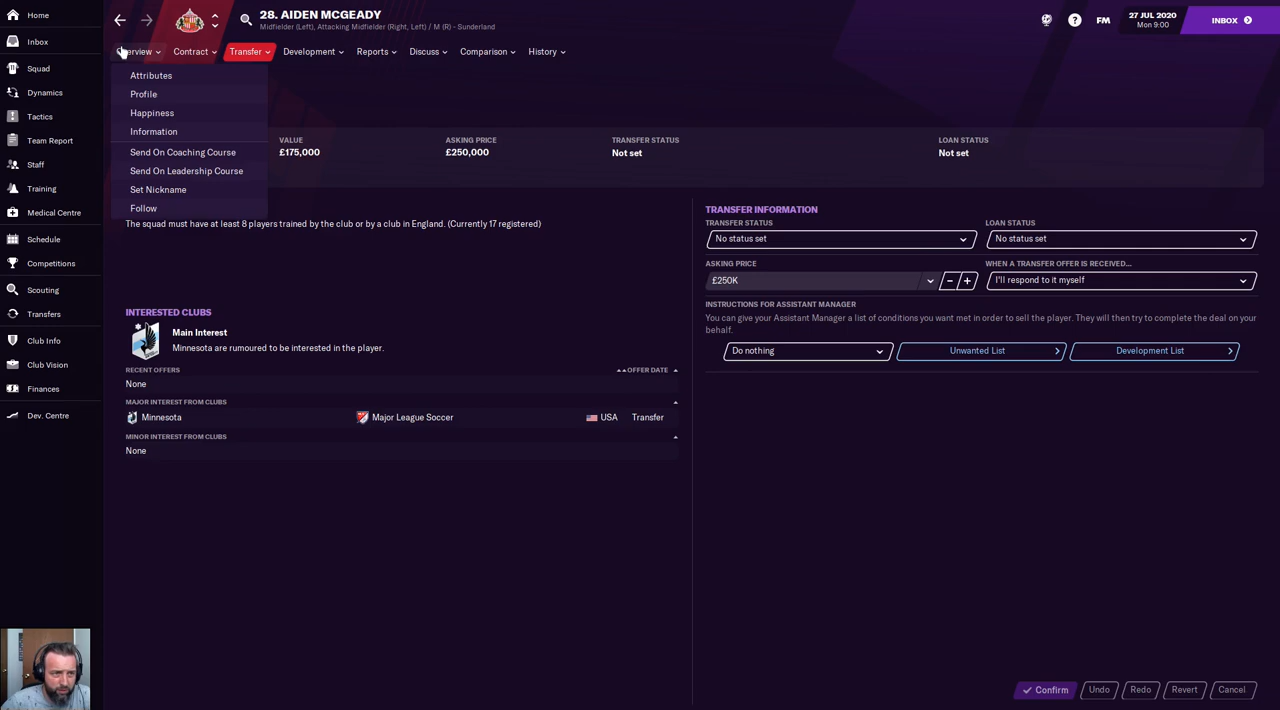 Home
Inbox
Squad
Dynamics
Tactics
Team Report
Staff
Training
Medical Centre
Schedule
Competitions
Scouting
Transfers
Club Info
Club Vision
Finances
Dev. Centre
28. AIDEN MCGEADY
Midfielder (Left), Attacking Midfielder (Right, Left) / M (R) - Sunderland
FM
27 JUL 2020
Mon 9:00
INBOX
Overview
Contract
Transfer
Development
Reports
Discuss
Comparison
History
Attributes
Profile
Happiness
Information
Send On Coaching Course
Send On Leadership Course
Set Nickname
Follow
VALUE
£175,000
ASKING PRICE
£250,000
TRANSFER STATUS
Not set
LOAN STATUS
Not set
The squad must have at least 8 players trained by the club or by a club in England. (Currently 17 registered)
INTERESTED CLUBS
Main Interest
Minnesota are rumoured to be interested in the player.
RECENT OFFERS
OFFER DATE
None
MAJOR INTEREST FROM CLUBS
Minnesota
Major League Soccer
USA
Transfer
MINOR INTEREST FROM CLUBS
None
TRANSFER INFORMATION
TRANSFER STATUS
LOAN STATUS
No status set
No status set
ASKING PRICE
WHEN A TRANSFER OFFER IS RECEIVED...
£250K
I'll respond to it myself
INSTRUCTIONS FOR ASSISTANT MANAGER
You can give your Assistant Manager a list of conditions you want met in order to sell the player. They will then try to complete the deal on your
behalf.
Do nothing
Unwanted List
Development List
Confirm
Undo
Redo
Revert
Cancel